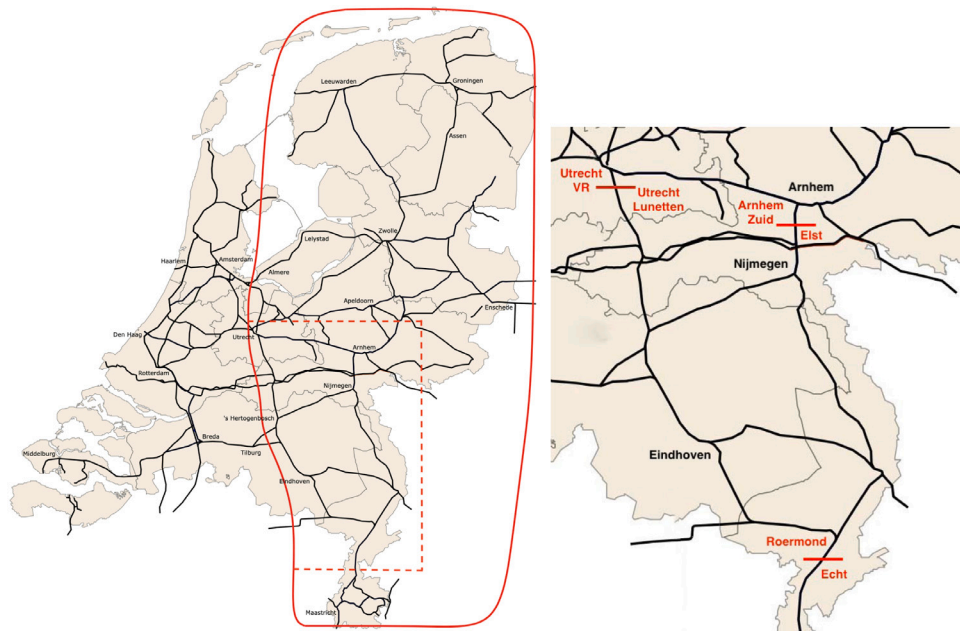 Leeuwarden
Groningen
Assen
Zwolle
Lelystad
Haarlem
Amsterdam
Almere
Apeldoorn
Enschede
Den Haag
Utrecht
Arnhem
Rotterdam
Nijmegen
's Hertogenbosch
Breda
Tilburg
Middelburg
Eindhoven
Maastricht
Utrecht
VR
Utrecht
Lunetten
Arnhem
Arnhem
Zuid
Elst
Nijmegen
Eindhoven
Roermond
Echt